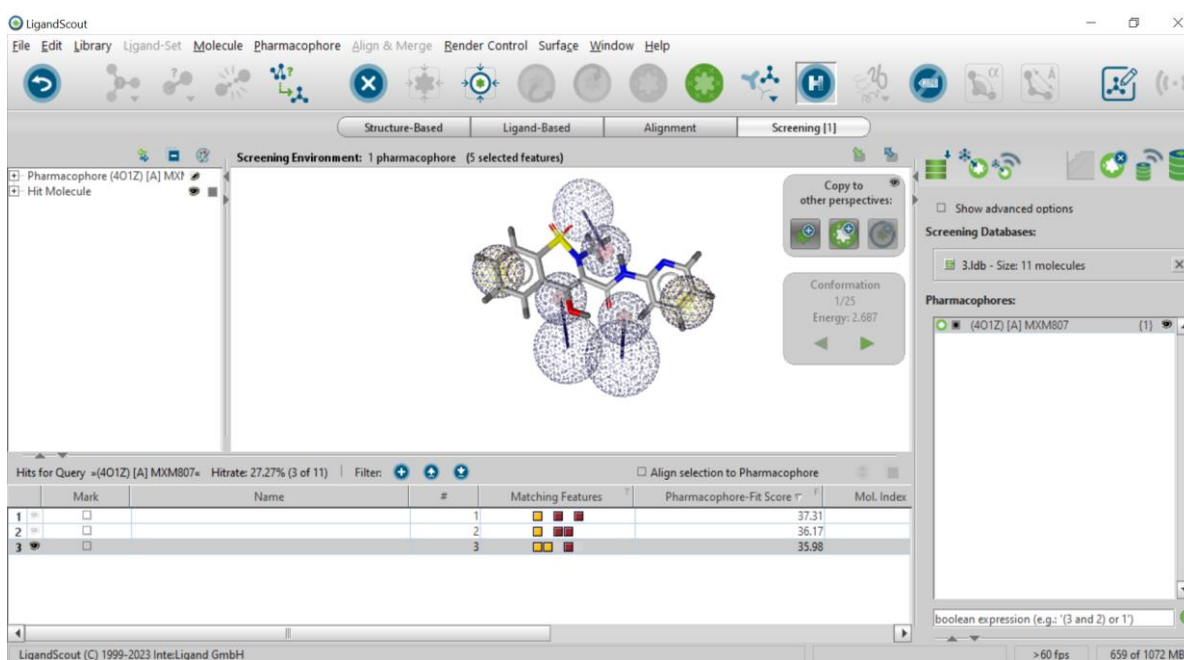 LigandScout
File Edit Library Ligand-Set Molecule Pharmacophore Align & Merge Render Control Surface Window Help
Structure-Based Ligand-Based Alignment Screening [1]
Screening Environment: 1 pharmacophore (5 selected features)
Pharmacophore (4O1Z) [A] MX
Hit Molecule
Copy to
other perspectives:
Conformation
1/25
Energy: 2.687
Show advanced options
Screening Databases:
3.ldb - Size: 11 molecules
Pharmacophores:
(4O1Z) [A] MXM807 (1)
boolean expression (e.g.: '(3 and 2) or 1')
Hits for Query »(4O1Z) [A] MXM807« Hitrate: 27.27% (3 of 11) Filter: Align selection to Pharmacophore
Mark Name # Matching Features Pharmacophore-Fit Score Mol. Index
1 1 37.31
2 2 36.17
3 3 35.98
LigandScout (C) 1999-2023 Inte:Ligand GmbH >60 fps 659 of 1072 MB